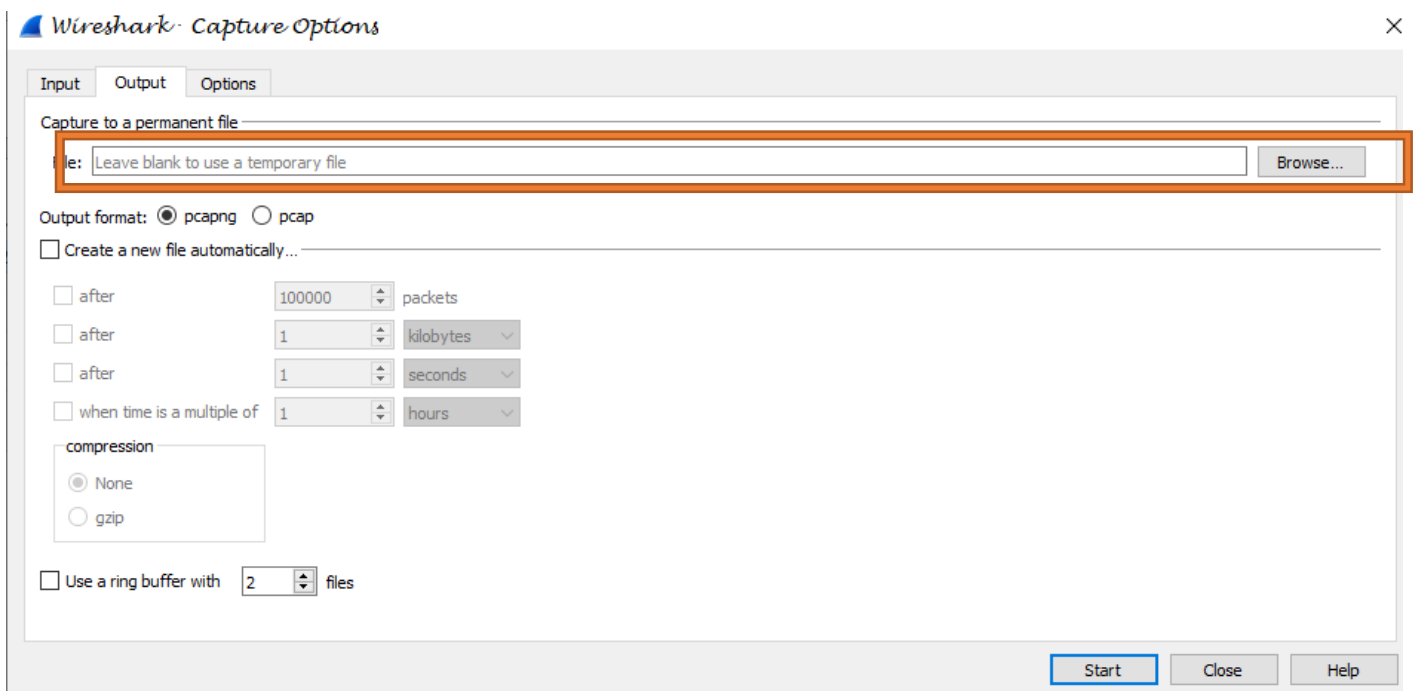 Wireshark · Capture Options
Input Output Options
Capture to a permanent file
File: Leave blank to use a temporary file Browse...
Output format: pcapng pcap
Create a new file automatically...
after 100000 packets
after 1 kilobytes
after 1 seconds
when time is a multiple of 1 hours
compression
None
gzip
Use a ring buffer with 2 files
Start Close Help